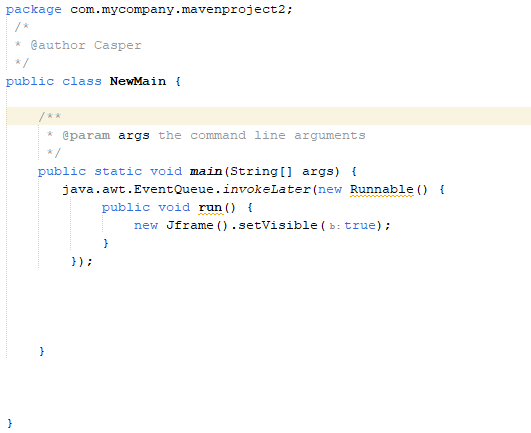 package com.mycompany.mavenproject2;
/*
* @author Casper
*/
public class NewMain {
/**
* @param args the command line arguments
*/
public static void main(String[] args) {
java.awt.EventQueue.invokeLater(new Runnable() {
public void run() {
new Jframe().setVisible( b: true);
}
});
}
}